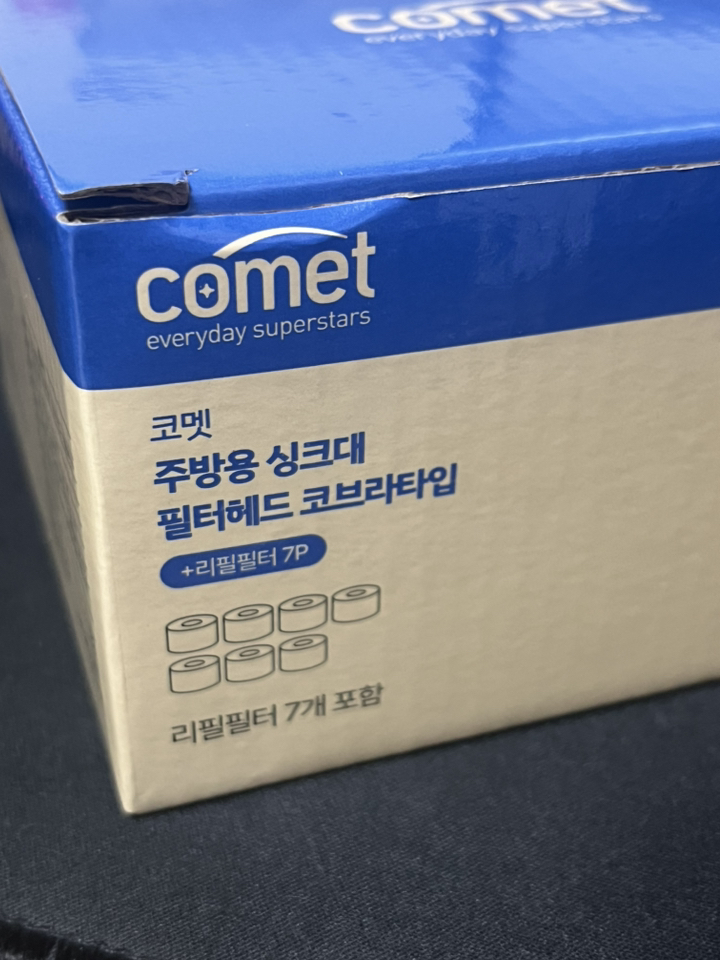 comet
everyday superstars
comet
everyday superstars
코멧
주방용 싱크대
필터헤드 코브라타입
+리필필터 7P
리필필터 7개 포함